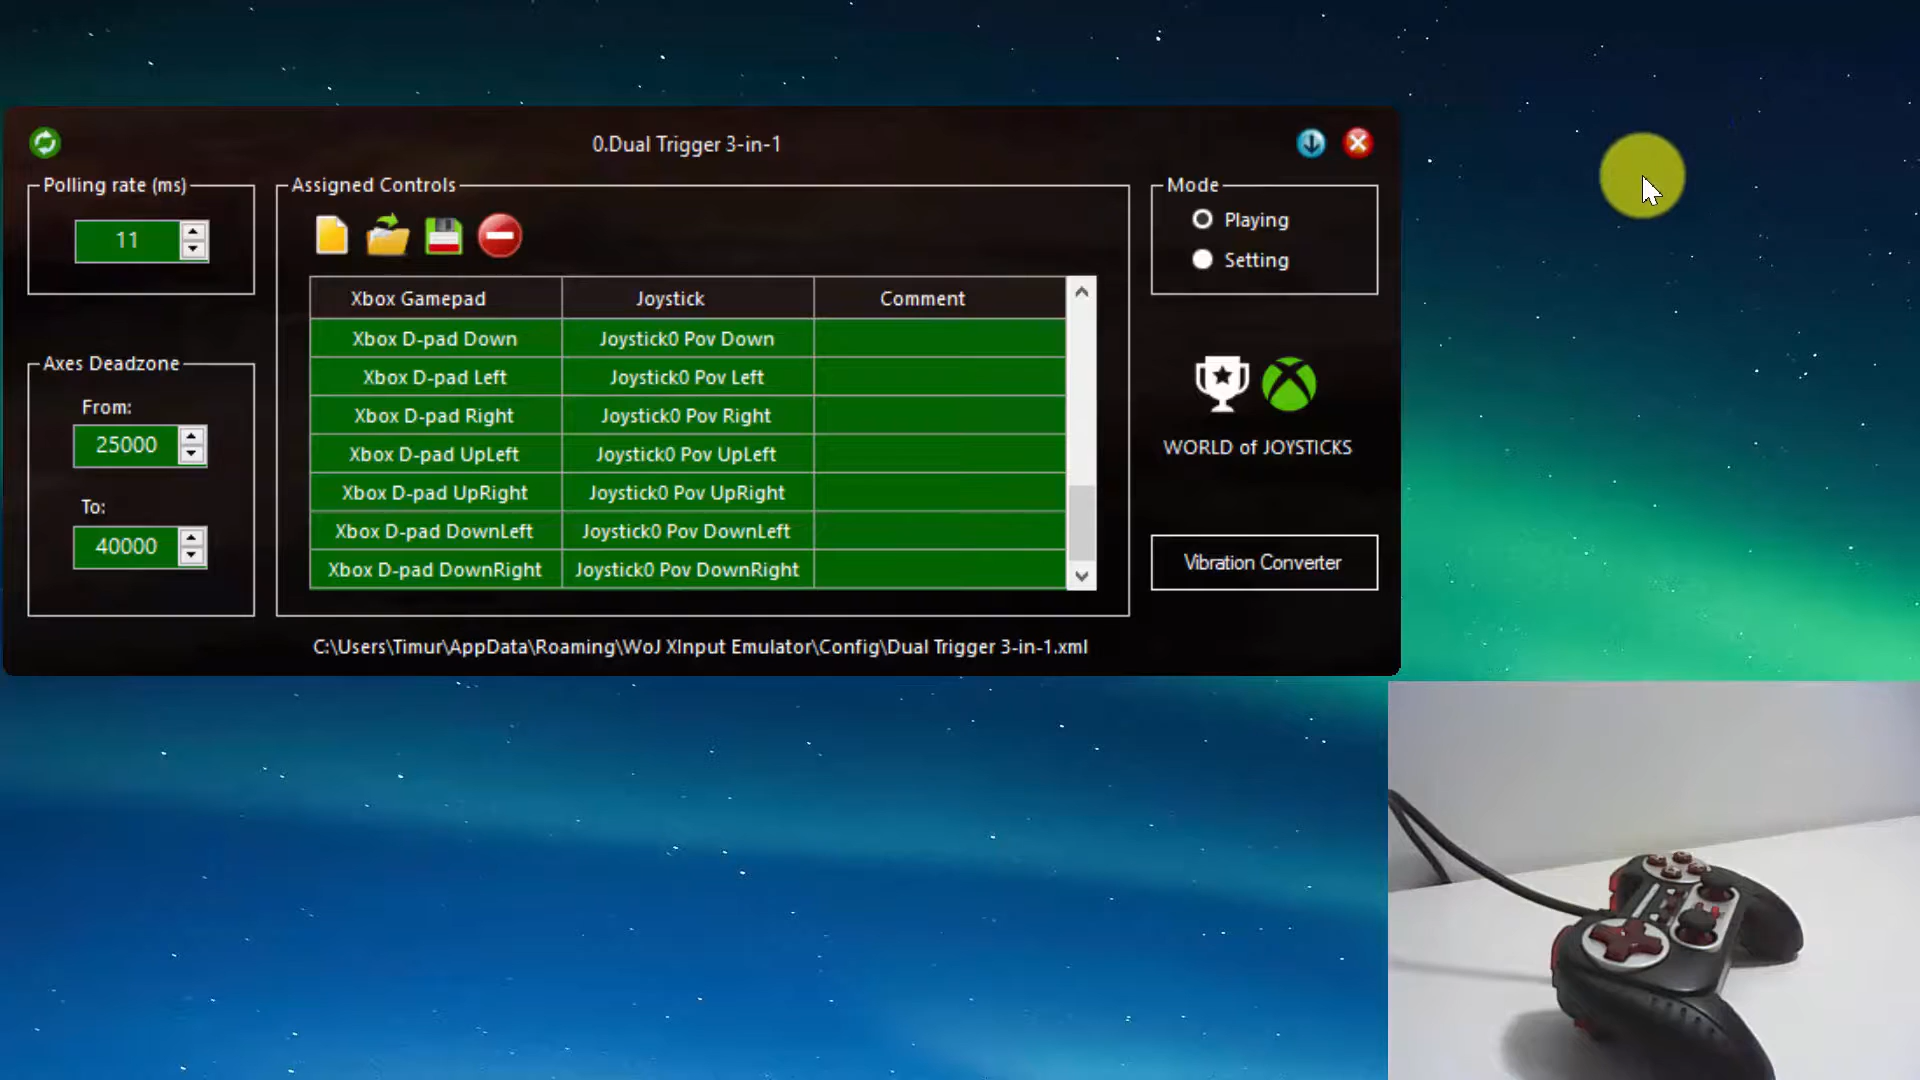 0.Dual Trigger 3-in-1
Polling rate (ms)
11
Axes Deadzone
From:
25000
To:
40000
Assigned Controls
Xbox Gamepad Joystick Comment
Xbox D-pad Down Joystick0 Pov Down
Xbox D-pad Left Joystick0 Pov Left
Xbox D-pad Right Joystick0 Pov Right
Xbox D-pad UpLeft Joystick0 Pov UpLeft
Xbox D-pad UpRight Joystick0 Pov UpRight
Xbox D-pad DownLeft Joystick0 Pov DownLeft
Xbox D-pad DownRight Joystick0 Pov DownRight
C:\Users\Timur\AppData\Roaming\WoJ XInput Emulator\Config\Dual Trigger 3-in-1.xml
Mode
Playing
Setting
WORLD of JOYSTICKS
Vibration Converter